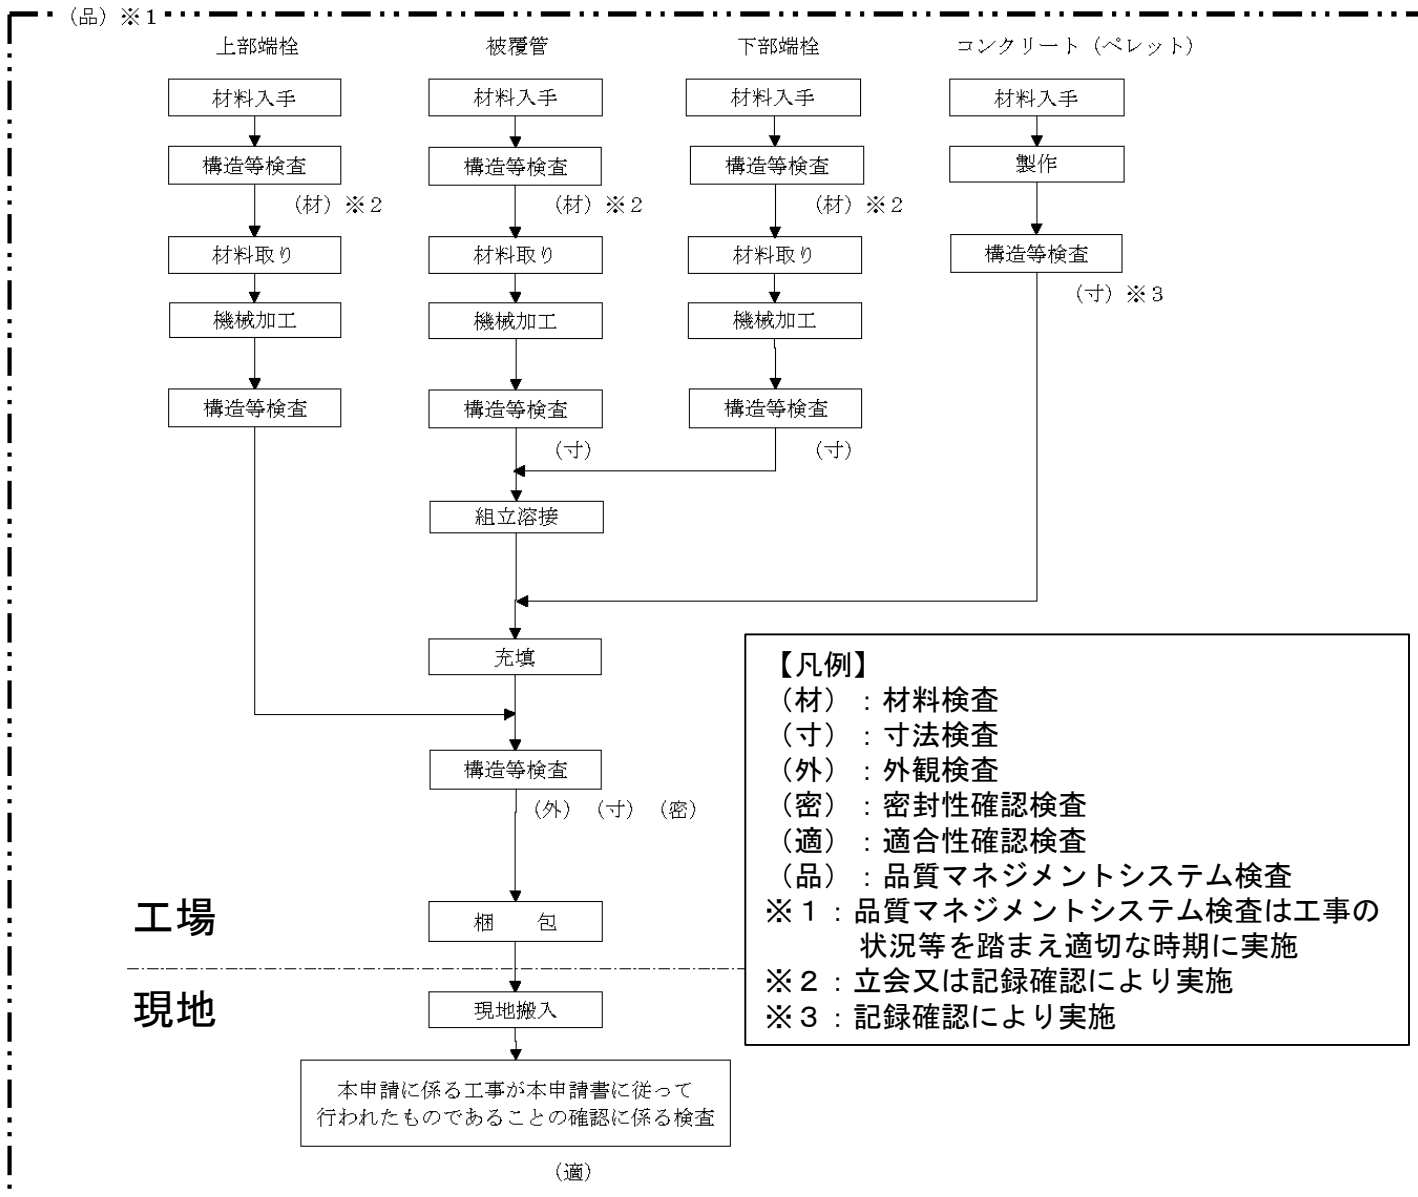 (品) ※1
上部端栓 被覆管 下部端栓 コンクリート (ペレット)
材料入手 材料入手 材料入手 材料入手
構造等検査 構造等検査 構造等検査 製作
(材) ※2 (材) ※2 (材) ※2
材料取り 材料取り 材料取り 構造等検査
(寸) ※3
機械加工 機械加工 機械加工
構造等検査 構造等検査 構造等検査
(寸) (寸)
組立溶接
充填
構造等検査
(外) (寸) (密)
梱 包
工場
現地
現地搬入
本申請に係る工事が本申請書に従って
行われたものであることの確認に係る検査
(適)
【凡例】
(材) :材料検査
(寸) :寸法検査
(外) :外観検査
(密) :密封性確認検査
(適) :適合性確認検査
(品) :品質マネジメントシステム検査
※1:品質マネジメントシステム検査は工事の
状況等を踏まえ適切な時期に実施
※2:立会又は記録確認により実施
※3:記録確認により実施